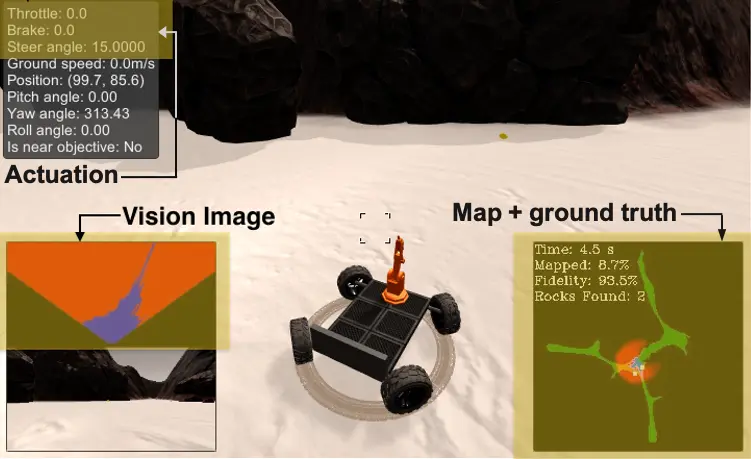 Throttle: 0.0
Brake: 0.0
Steer angle: 15.0000
Ground speed: 0.0m/s
Position: (99.7, 85.6)
Pitch angle: 0.00
Yaw angle: 313.43
Roll angle: 0.00
Is near objective: No
Actuation
Vision Image
Map + ground truth
Time: 4.5 s
Mapped: 8.7%
Fidelity: 93.5%
Rocks Found: 2